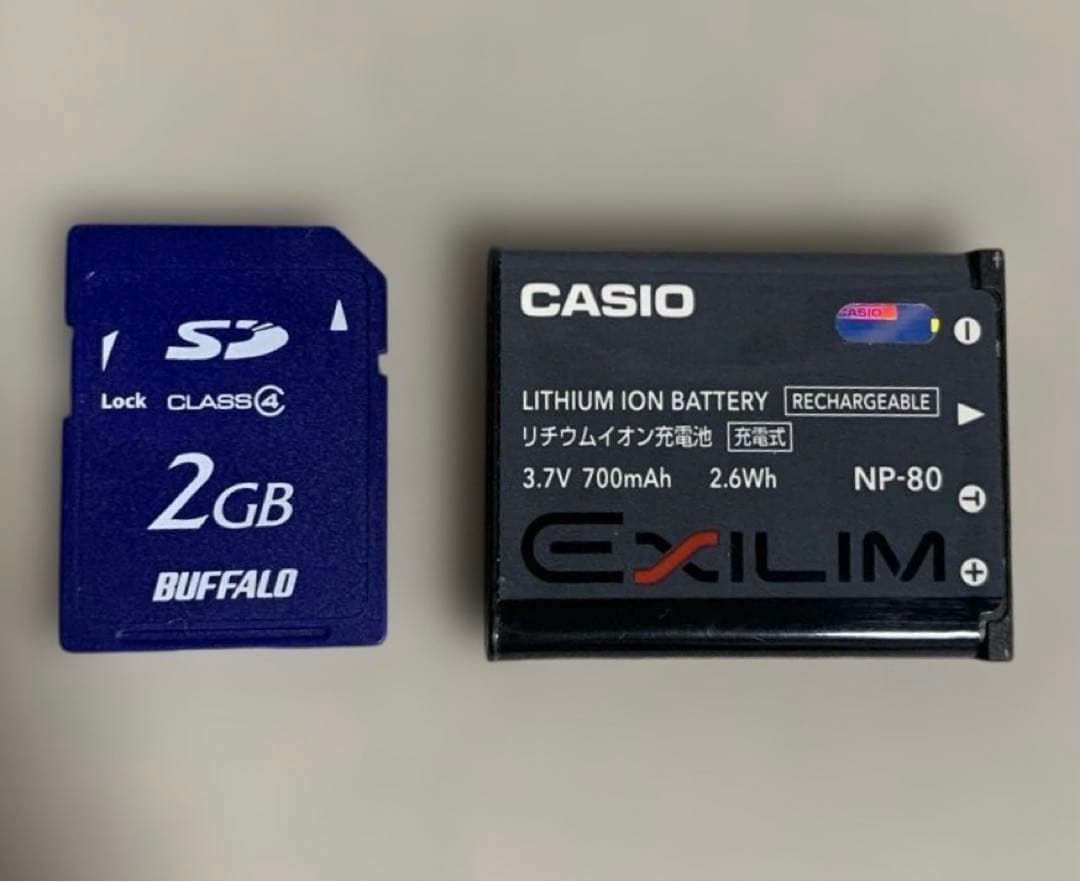 SD
Lock CLASS4
2GB
BUFFALO
CASIO
CASIO
LITHIUM ION BATTERY RECHARGEABLE
リチウムイオン充電池 充電式
3.7V 700mAh 2.6Wh NP-80
T
EXILIM